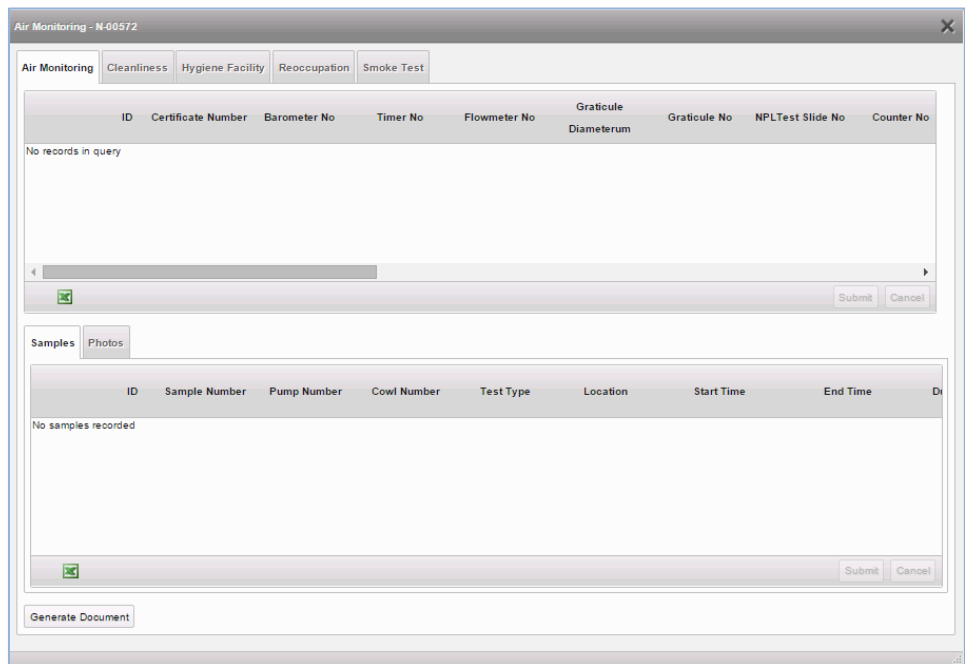 Air Monitoring - N-00572
Air Monitoring Cleanliness Hygiene Facility Reoccupation Smoke Test
ID Certificate Number Barometer No Timer No Flowmeter No Graticule Diameterum Graticule No NPLTest Slide No Counter No
No records in query
Submit Cancel
Samples Photos
ID Sample Number Pump Number Cowl Number Test Type Location Start Time End Time
No samples recorded
Submit Cancel
Generate Document